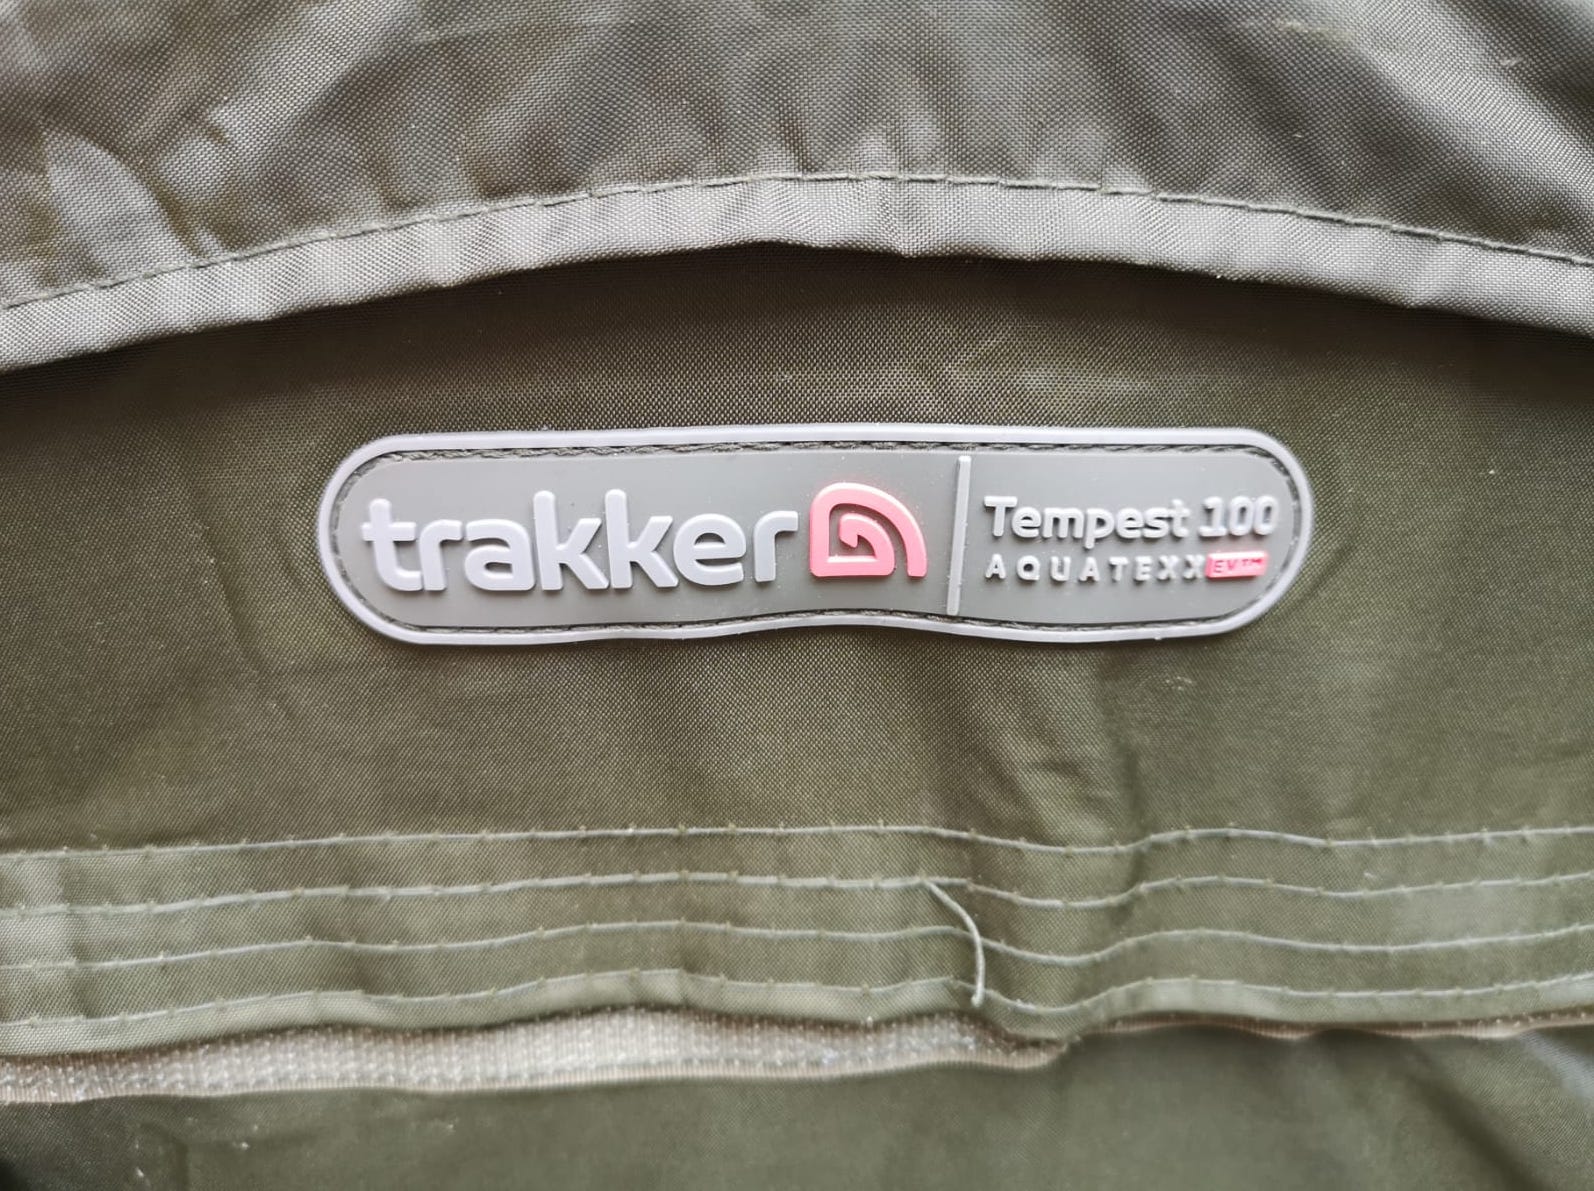 trakker
Tempest 100
AQUATEXX EV™